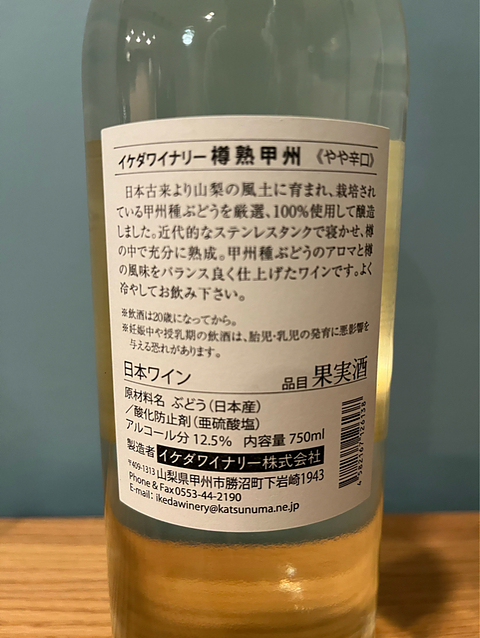 イケダワイナリー 樽熟甲州 《やや辛口》
日本古来より山梨の風土に育まれ、栽培され
ている甲州種ぶどうを厳選、100%使用して醸造
しました。近代的なステンレスタンクで寝かせ、樽
の中で充分に熟成。甲州種ぶどうのアロマと樽
の風味をバランス良く仕上げたワインです。よく
冷やしてお飲み下さい。
※飲酒は20歳になってから。
※妊娠中や授乳期の飲酒は、胎児・乳児の発育に悪影響を
与える恐れがあります。
日本ワイン 品目 果実酒
原材料名 ぶどう(日本産)
/酸化防止剤(亜硫酸塩)
アルコール分 12.5% 内容量 750ml
製造者 イケダワイナリー株式会社
〒409-1313 山梨県甲州市勝沼町下岩崎1943
Phone & Fax 0553-44-2190
E-mail: ikedawinery@katsunuma.ne.jp